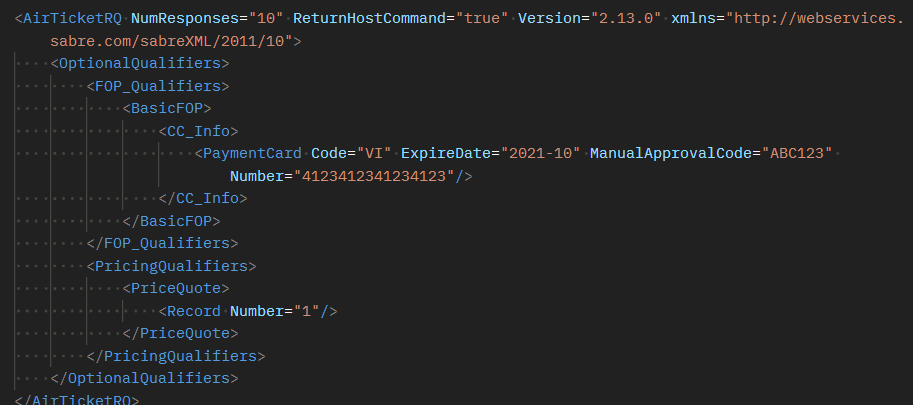 <AirTicketRQ NumResponses="10" ReturnHostCommand="true" Version="2.13.0" xmlns="http://webservices.
sabre.com/sabreXML/2011/10">
<OptionalQualifiers>
<FOP_Qualifiers>
<BasicFOP>
<CC_Info>
<PaymentCard Code="VI" ExpireDate="2021-10" ManualApprovalCode="ABC123"
Number="4123412341234123"/>
</CC_Info>
</BasicFOP>
</FOP_Qualifiers>
<PricingQualifiers>
<PriceQuote>
<Record Number="1"/>
</PriceQuote>
</PricingQualifiers>
</OptionalQualifiers>
</AirTicketRQ>